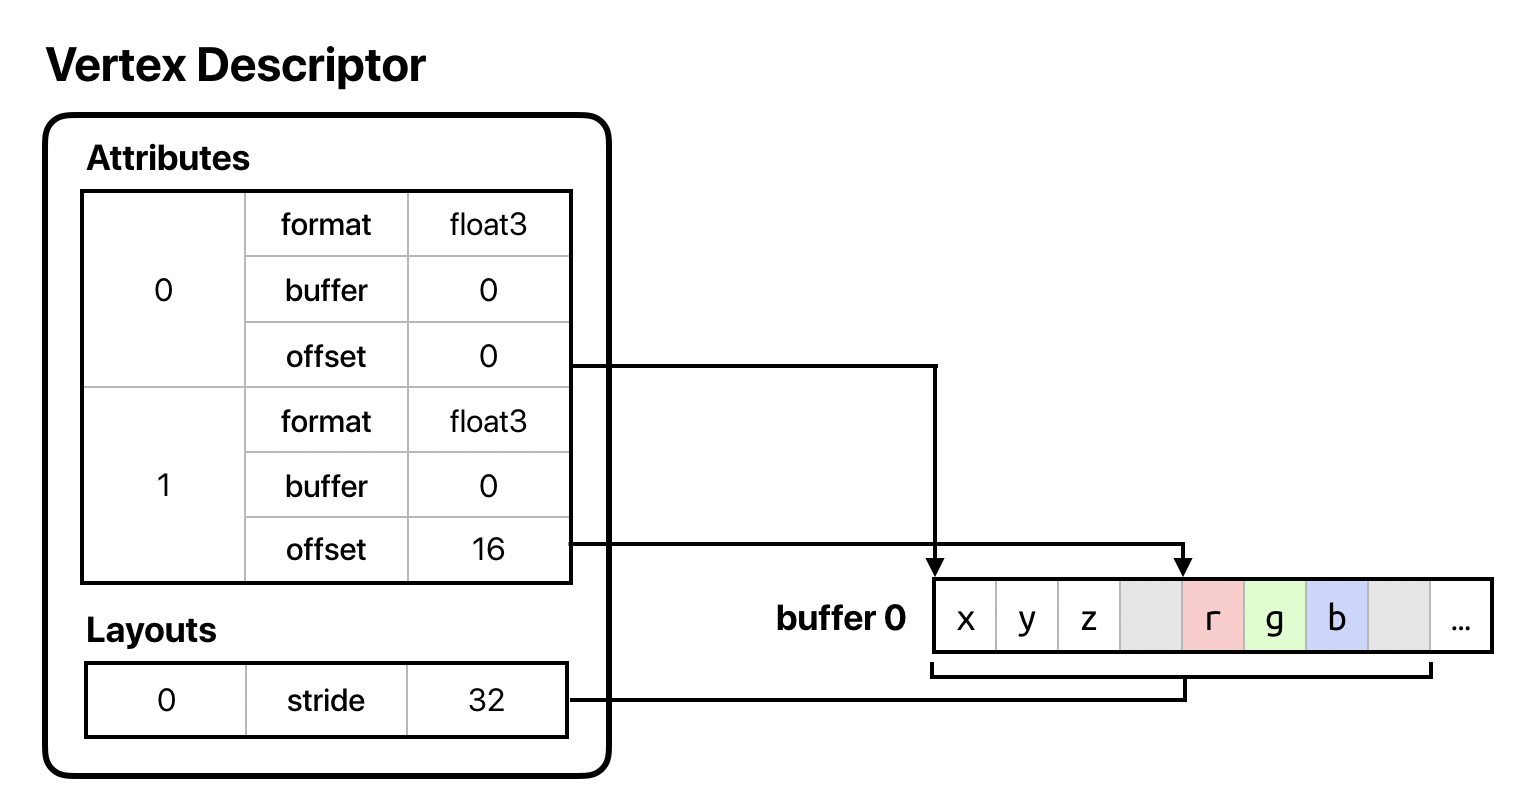 Vertex Descriptor
Attributes
0
format float3
buffer 0
offset 0
1
format float3
buffer 0
offset 16
Layouts
0 stride 32
buffer 0 x y z r g b ...